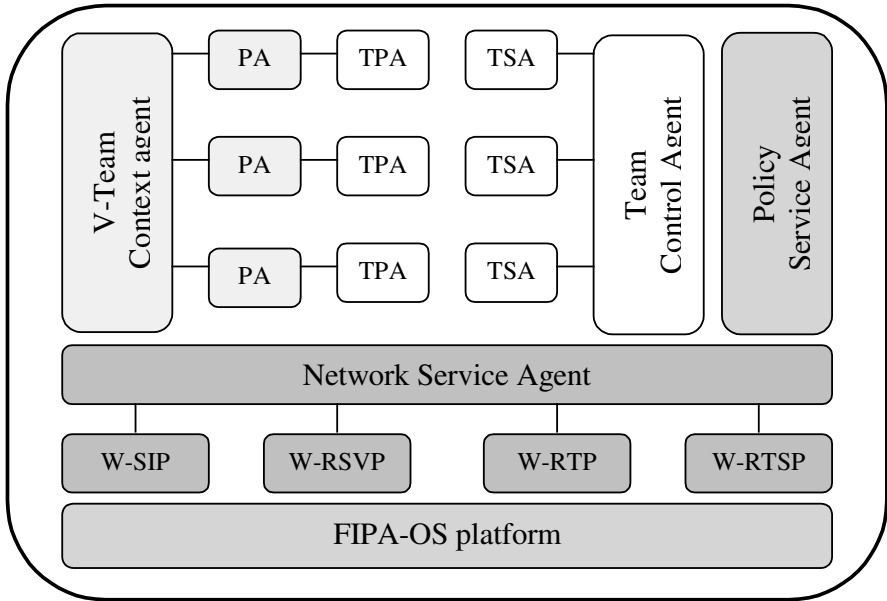 V-Team
Context agent
PA
TPA
TSA
PA
TPA
TSA
PA
TPA
TSA
Team
Control Agent
Policy
Service Agent
Network Service Agent
W-SIP
W-RSVP
W-RTP
W-RTSP
FIPA-OS platform